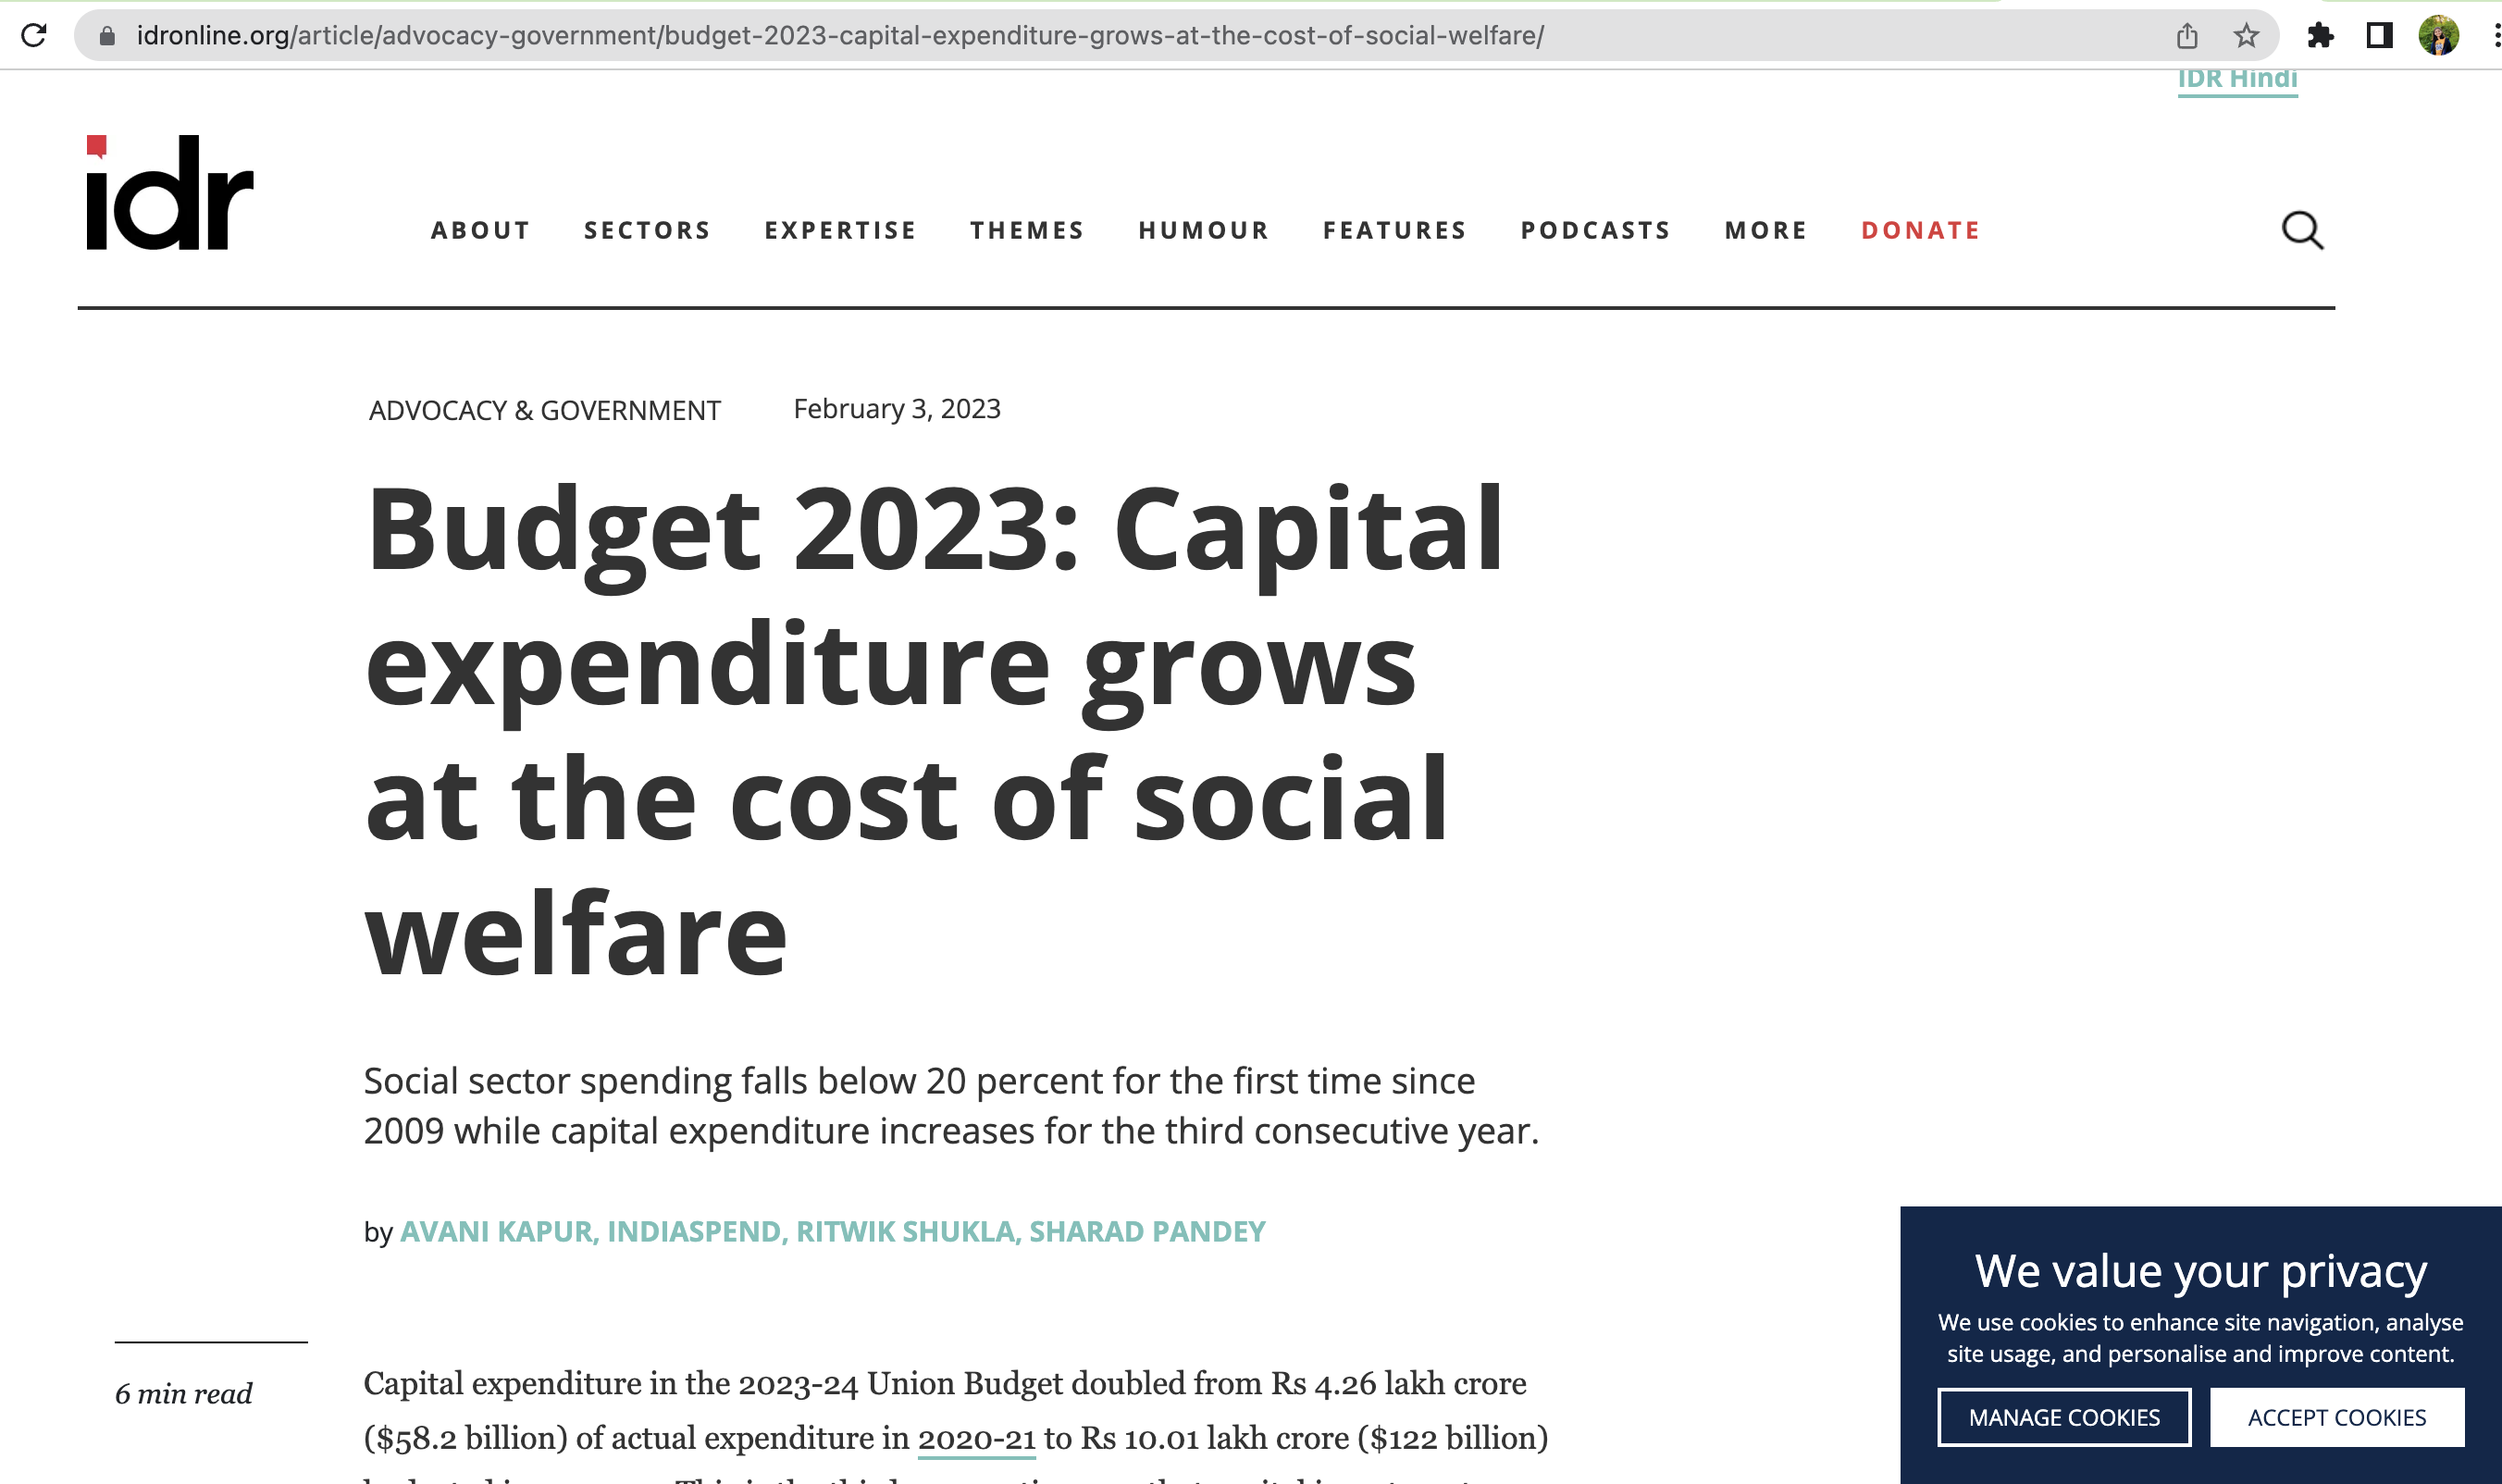 idronline.org/article/advocacy-government/budget-2023-capital-expenditure-grows-at-the-cost-of-social-welfare/
IDR Hindi
idr
ABOUT SECTORS EXPERTISE THEMES HUMOUR FEATURES PODCASTS MORE DONATE
ADVOCACY & GOVERNMENT February 3, 2023
Budget 2023: Capital
expenditure grows
at the cost of social
welfare
Social sector spending falls below 20 percent for the first time since
2009 while capital expenditure increases for the third consecutive year.
by AVANI KAPUR, INDIASPEND, RITWIK SHUKLA, SHARAD PANDEY
6 min read
Capital expenditure in the 2023-24 Union Budget doubled from Rs 4.26 lakh crore
($58.2 billion) of actual expenditure in 2020-21 to Rs 10.01 lakh crore ($122 billion)
We value your privacy
We use cookies to enhance site navigation, analyse
site usage, and personalise and improve content.
MANAGE COOKIES ACCEPT COOKIES